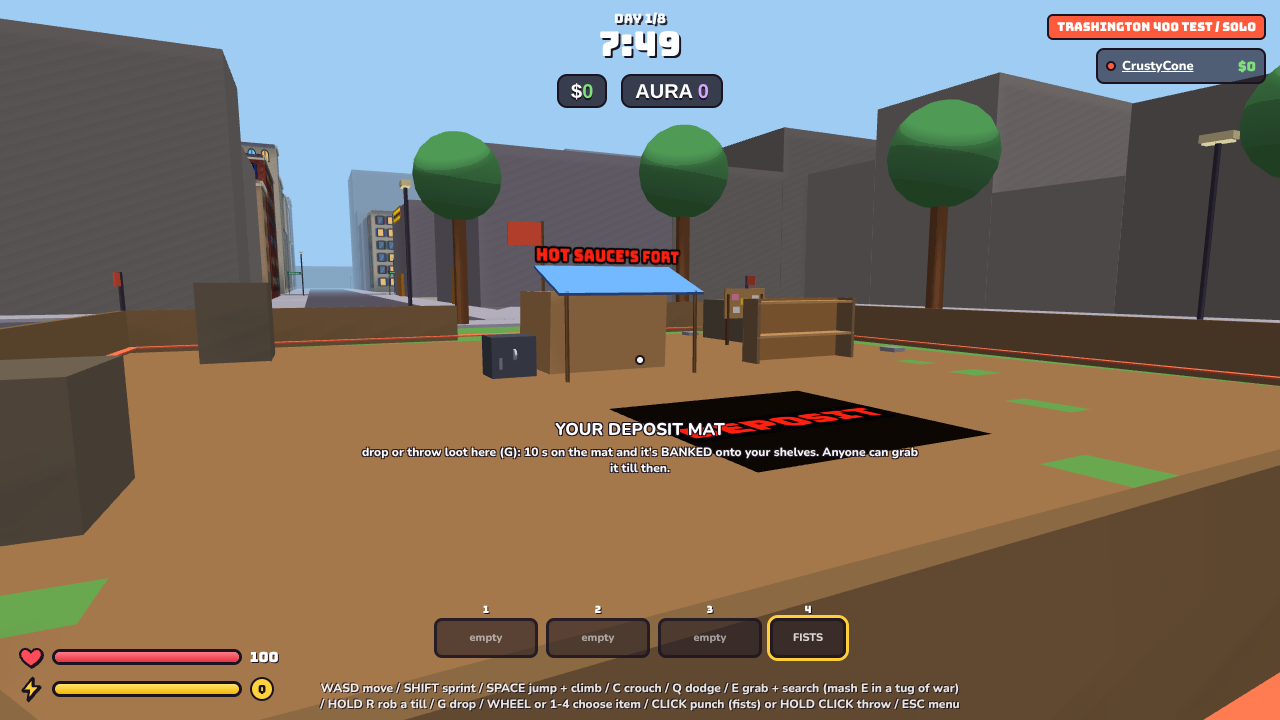 DAY 1/8
7:49
$0
AURA 0
TRASHINGTON 400 TEST / SOLO
CrustyCone $0
HOT SAUCE'S FORT
DEPOSIT
YOUR DEPOSIT MAT
drop or throw loot here (G): 10 s on the mat and it's BANKED onto your shelves. Anyone can grab
it till then.
1 2 3 4
empty empty empty FISTS
100
0
WASD move / SHIFT sprint / SPACE jump + climb / C crouch / Q dodge / E grab + search (mash E in a tug of war)
/ HOLD R rob a till / G drop / WHEEL or 1-4 choose item / CLICK punch (fists) or HOLD CLICK throw / ESC menu